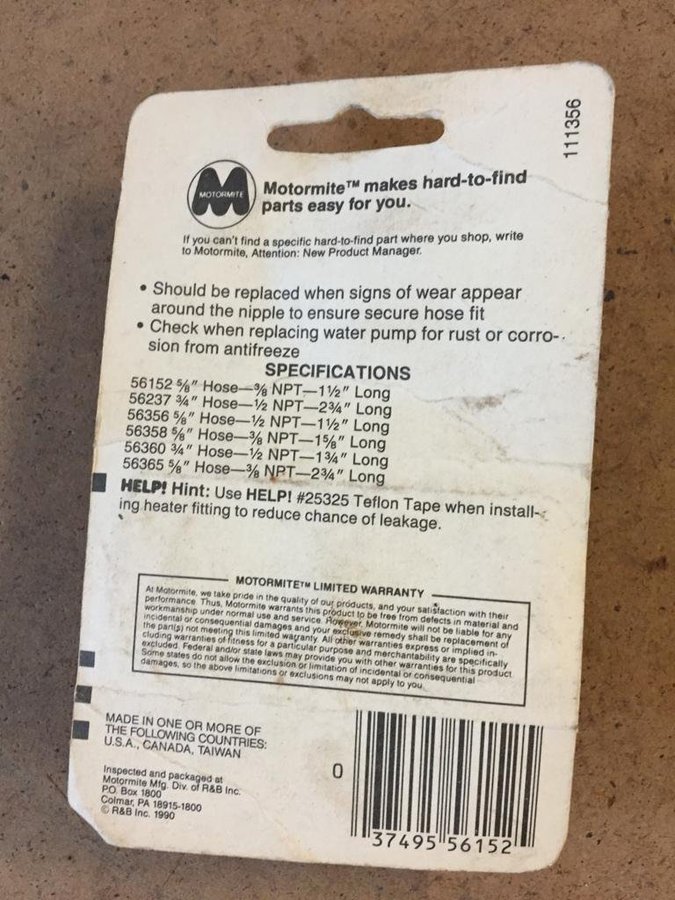 111356
MOTORMITE
Motormite™ makes hard-to-find
parts easy for you.
If you can't find a specific hard-to-find part where you shop, write
to Motormite, Attention: New Product Manager.
• Should be replaced when signs of wear appear
around the nipple to ensure secure hose fit
• Check when replacing water pump for rust or corro-
sion from antifreeze
SPECIFICATIONS
56152 ⅝" Hose—⅜ NPT—1½" Long
56237 ¾" Hose—½ NPT—2¾" Long
56356 ⅝" Hose—½ NPT—1½" Long
56358 ⅝" Hose—⅜ NPT—1⅝" Long
56360 ¾" Hose—½ NPT—1¾" Long
56365 ⅝" Hose—⅜ NPT—2¾" Long
HELP! Hint: Use HELP! #25325 Teflon Tape when install-
ing heater fitting to reduce chance of leakage.
MOTORMITE™ LIMITED WARRANTY
At Motormite, we take pride in the quality of our products, and your satisfaction with their
performance. Thus, Motormite warrants this product to be free from defects in material and
workmanship under normal use and service. However, Motormite will not be liable for any
incidental or consequential damages and your exclusive remedy shall be replacement of
the part(s) not meeting this limited warranty. All other warranties express or implied in-
cluding warranties of fitness for a particular purpose and merchantability are specifically
excluded. Federal and/or state laws may provide you with other warranties for this product.
Some states do not allow the exclusion or limitation of incidental or consequential
damages, so the above limitations or exclusions may not apply to you.
MADE IN ONE OR MORE OF
THE FOLLOWING COUNTRIES:
U.S.A., CANADA, TAIWAN
Inspected and packaged at
Motormite Mfg. Div. of R&B Inc.
P.O. Box 1800
Colmar, PA 18915-1800
© R&B Inc. 1990
0
37495 56152